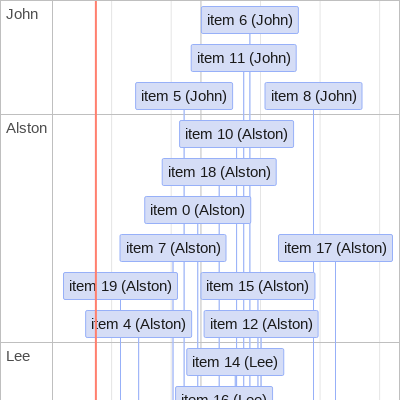 John
item 6 (John)
item 11 (John)
item 5 (John)
item 8 (John)
Alston
item 10 (Alston)
item 18 (Alston)
item 0 (Alston)
item 7 (Alston)
item 17 (Alston)
item 19 (Alston)
item 15 (Alston)
item 4 (Alston)
item 12 (Alston)
Lee
item 14 (Lee)
item 16 (Lee)